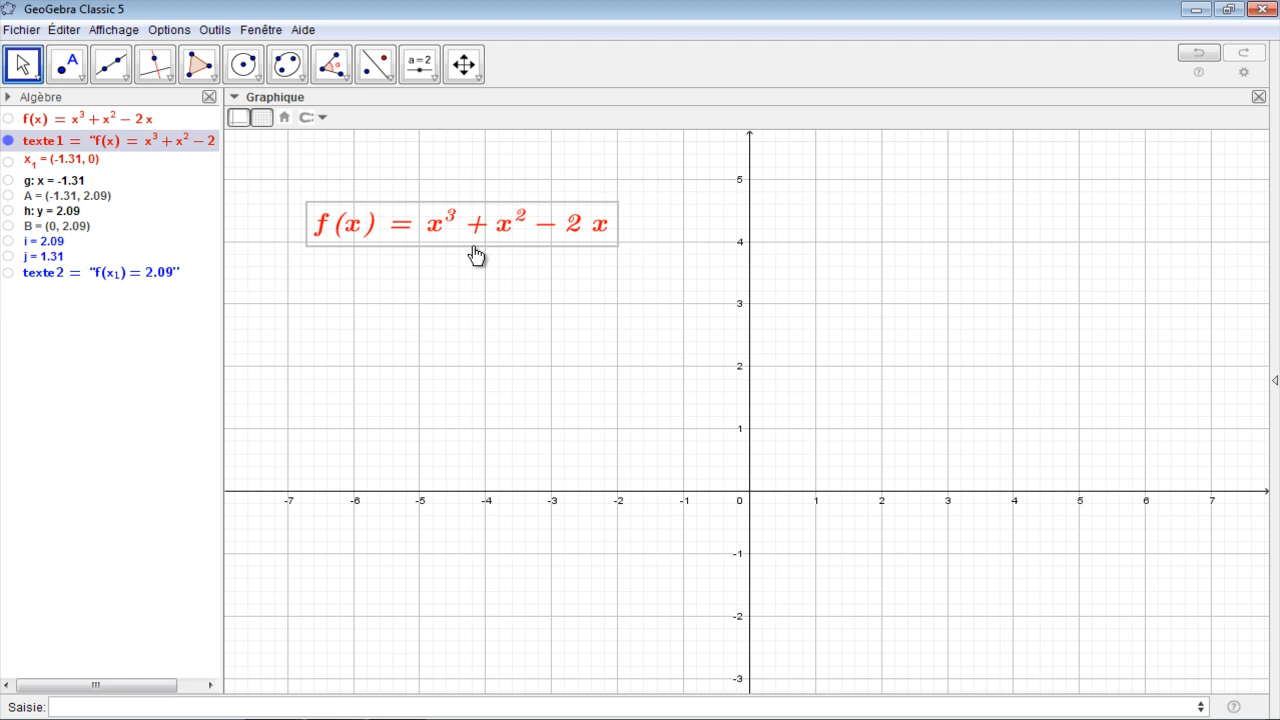 GeoGebra Classic 5
Fichier Éditer Affichage Options Outils Fenêtre Aide
A α a = 2
Algèbre
Graphique
f(x) = x³ + x² − 2 x
texte1 = “f(x) = x³ + x² − 2
x₁ = (-1.31, 0)
g: x = -1.31
A = (-1.31, 2.09)
h: y = 2.09
B = (0, 2.09)
i = 2.09
j = 1.31
texte2 = “f(x₁) = 2.09”
f(x) = x³ + x² − 2 x
5
4
3
2
1
-7 -6 -5 -4 -3 -2 -1 0 1 2 3 4 5 6 7
-1
-2
-3
Saisie: